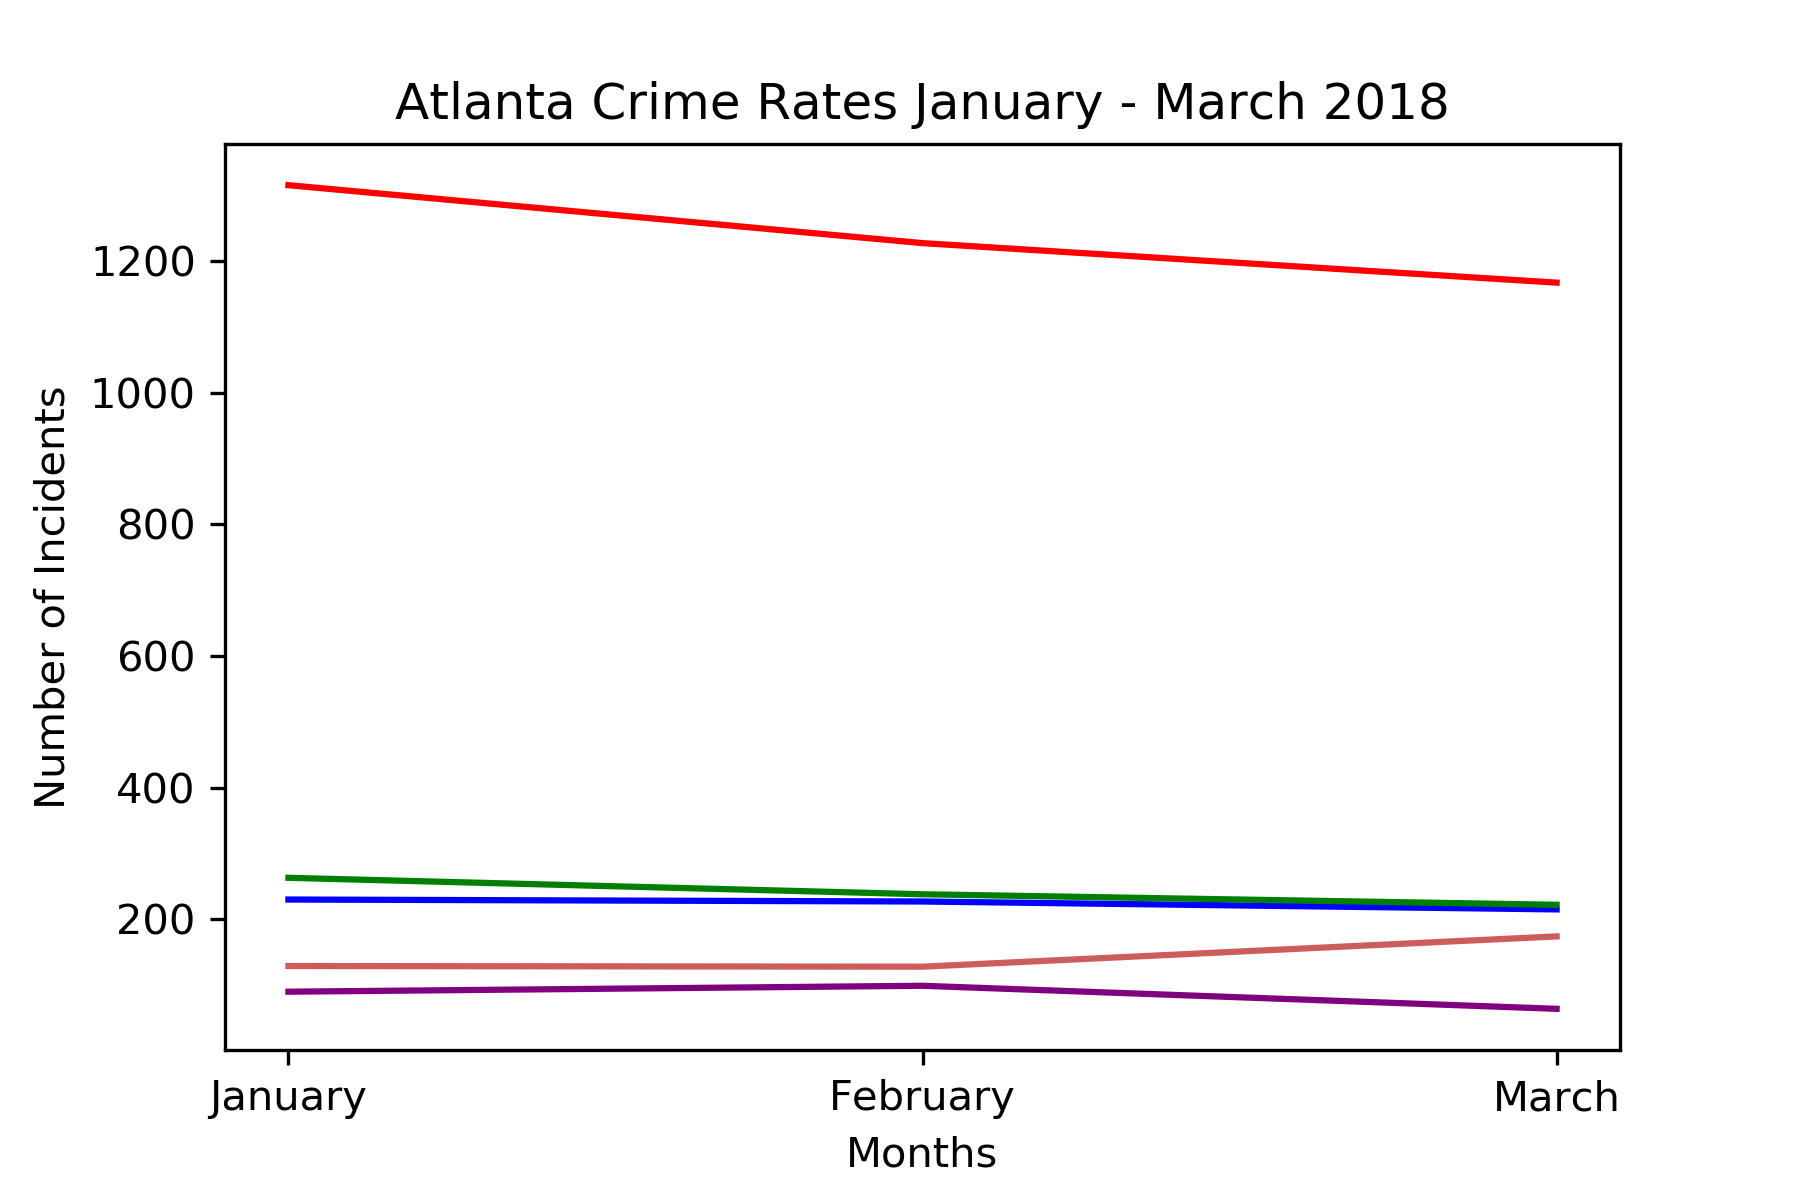 Atlanta Crime Rates January - March 2018
1200
1000
800
600
400
200
Number of Incidents
January February March
Months